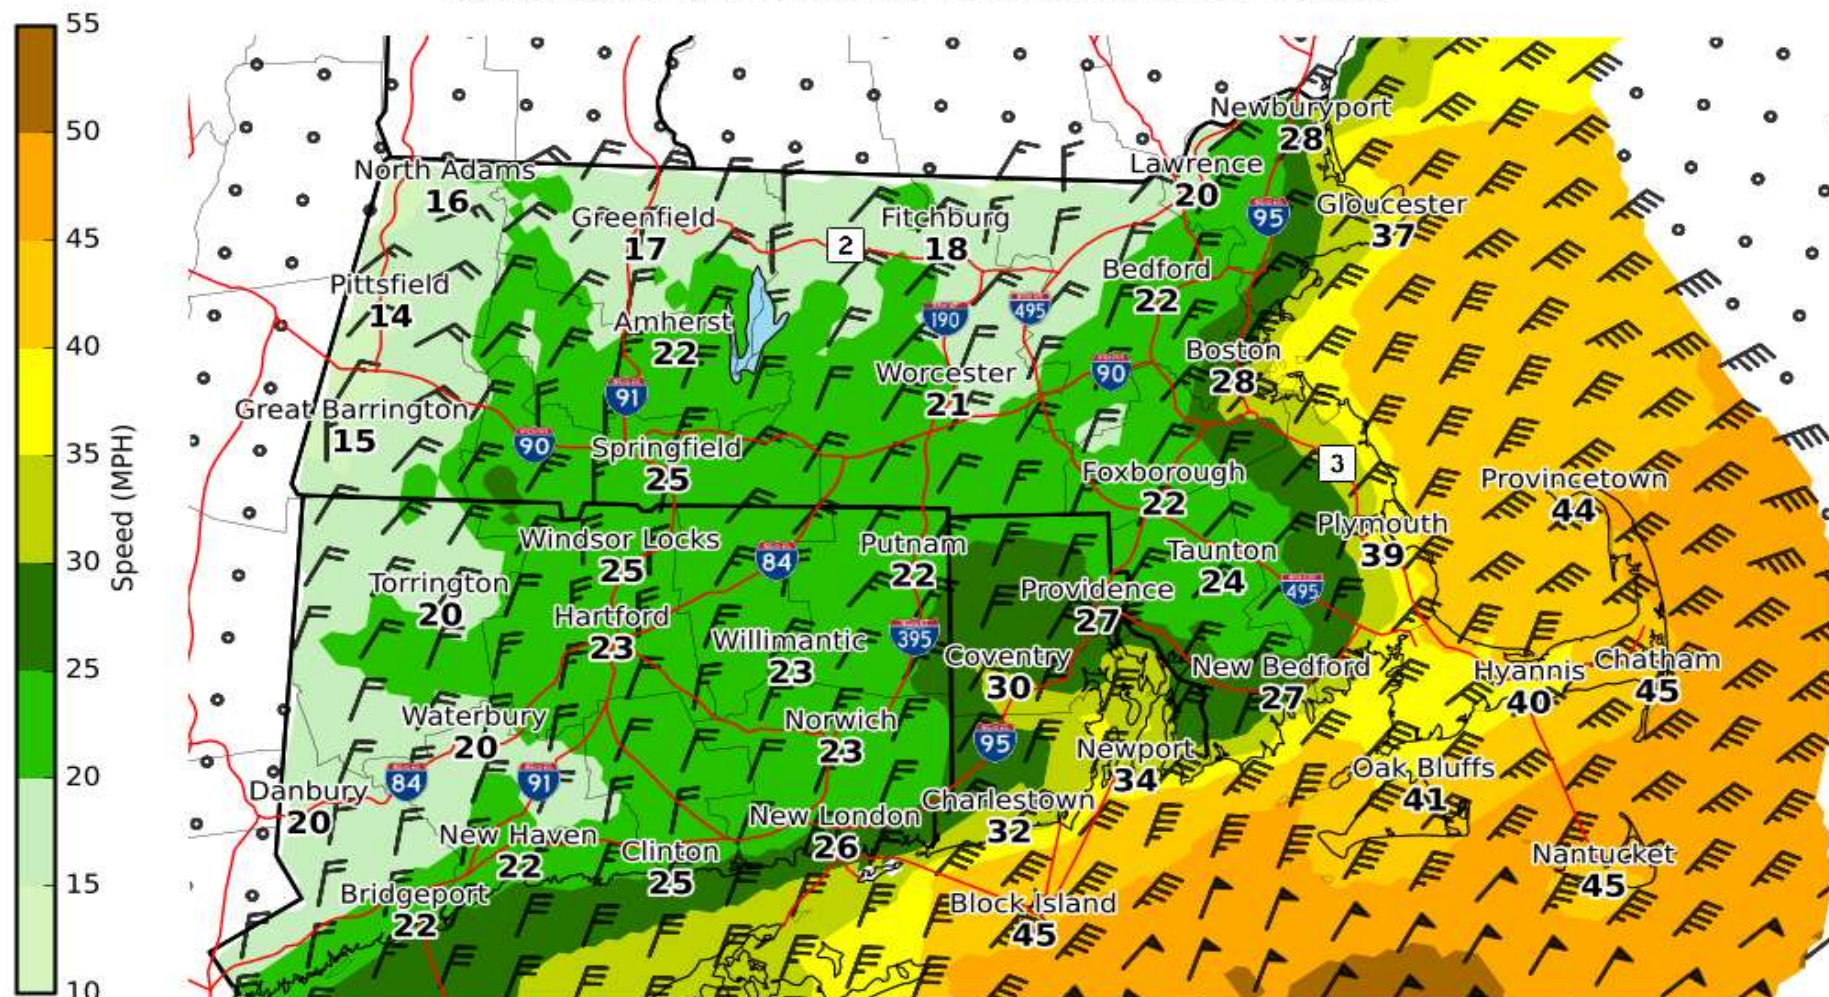 55
50
45
40
35
30
25
20
15
10
Speed (MPH)
Newburyport
28
North Adams
16
Lawrence
20
95
Greenfield
17
2
Fitchburg
18
Gloucester
37
Pittsfield
14
Bedford
22
190
495
Amherst
22
Boston
28
91
Worcester
21
90
Great Barrington
15
90
Springfield
25
Foxborough
22
3
Provincetown
44
Windsor Locks
25
84
Putnam
22
Taunton
24
Plymouth
39
Torrington
20
Hartford
23
Willimantic
23
395
Providence
27
495
Coventry
30
New Bedford
27
Hyannis
40
Chatham
45
Waterbury
20
Norwich
23
95
Newport
34
Oak Bluffs
41
Danbury
20
84
91
New London
26
Charlestown
32
New Haven
22
Clinton
25
Nantucket
45
Bridgeport
22
Block Island
45